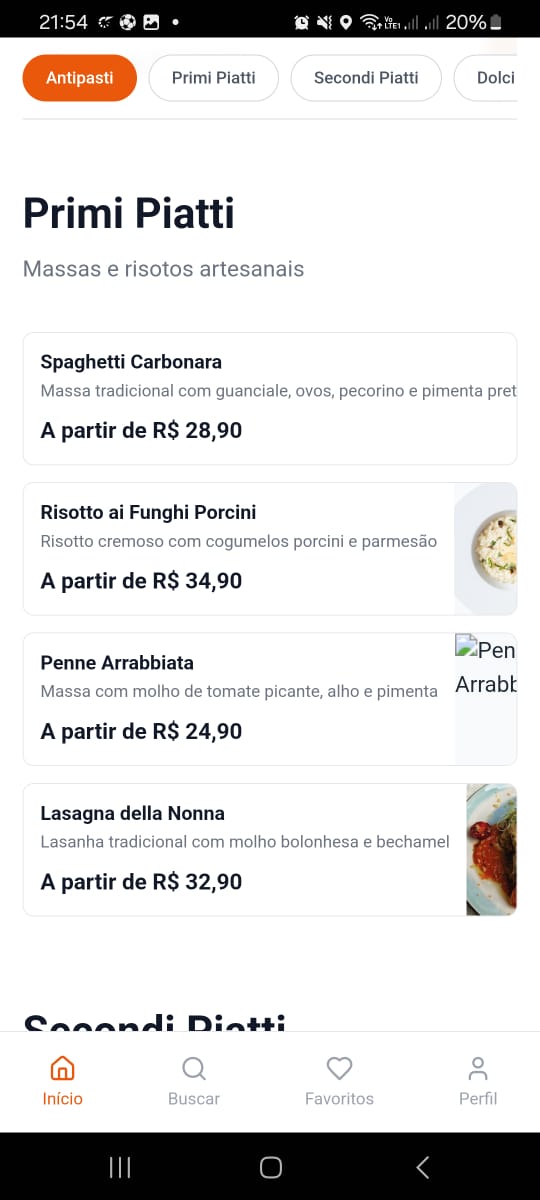 21:54
Vo
LTE1
20%
Antipasti
Primi Piatti
Secondi Piatti
Dolci
Primi Piatti
Massas e risotos artesanais
Spaghetti Carbonara
Massa tradicional com guanciale, ovos, pecorino e pimenta pret
A partir de R$ 28,90
Risotto ai Funghi Porcini
Risotto cremoso com cogumelos porcini e parmesão
A partir de R$ 34,90
Penne Arrabbiata
Massa com molho de tomate picante, alho e pimenta
A partir de R$ 24,90
Pen
Arrabb
Lasagna della Nonna
Lasanha tradicional com molho bolonhesa e bechamel
A partir de R$ 32,90
Secondi Piatti
Início
Buscar
Favoritos
Perfil